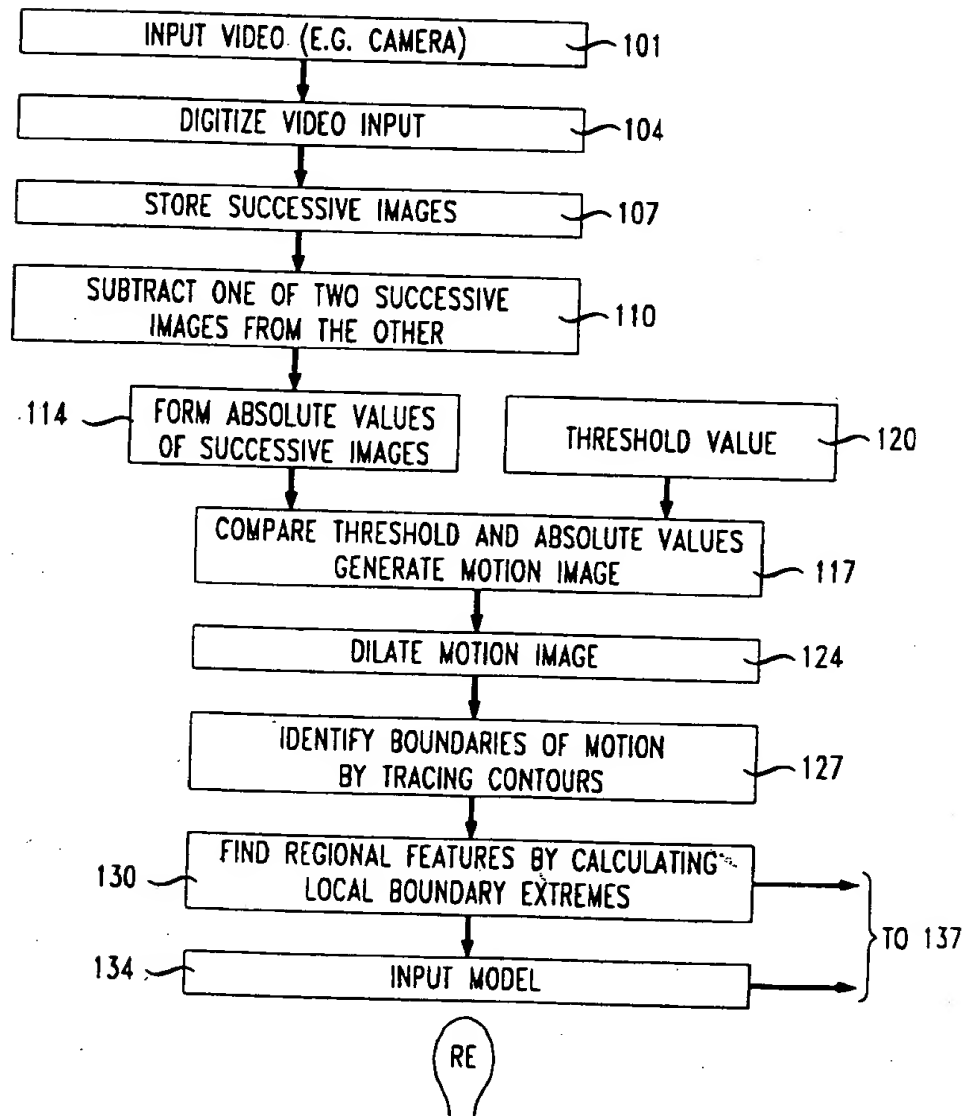 INPUT VIDEO (E.G. CAMERA)
101
DIGITIZE VIDEO INPUT
104
STORE SUCCESSIVE IMAGES
107
SUBTRACT ONE OF TWO SUCCESSIVE
IMAGES FROM THE OTHER
110
114
FORM ABSOLUTE VALUES
OF SUCCESSIVE IMAGES
THRESHOLD VALUE
120
COMPARE THRESHOLD AND ABSOLUTE VALUES
GENERATE MOTION IMAGE
117
DILATE MOTION IMAGE
124
IDENTIFY BOUNDARIES OF MOTION
BY TRACING CONTOURS
127
130
FIND REGIONAL FEATURES BY CALCULATING
LOCAL BOUNDARY EXTREMES
TO 137
134
INPUT MODEL
RE